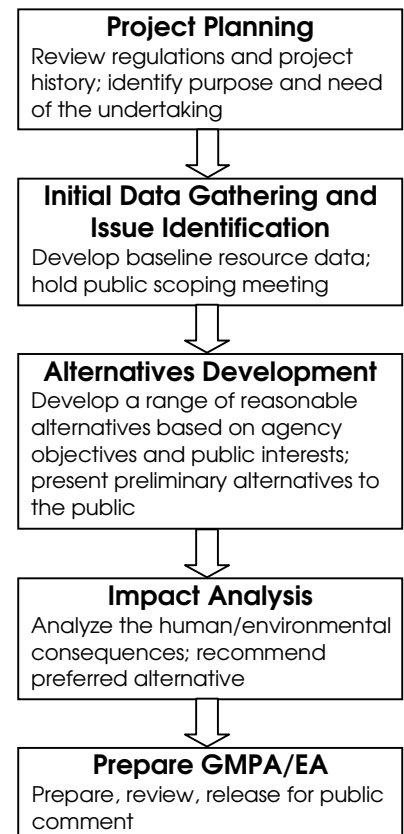 Project Planning
Review regulations and project
history; identify purpose and need
of the undertaking
Initial Data Gathering and
Issue Identification
Develop baseline resource data;
hold public scoping meeting
Alternatives Development
Develop a range of reasonable
alternatives based on agency
objectives and public interests;
present preliminary alternatives to
the public
Impact Analysis
Analyze the human/environmental
consequences; recommend
preferred alternative
Prepare GMPA/EA
Prepare, review, release for public
comment